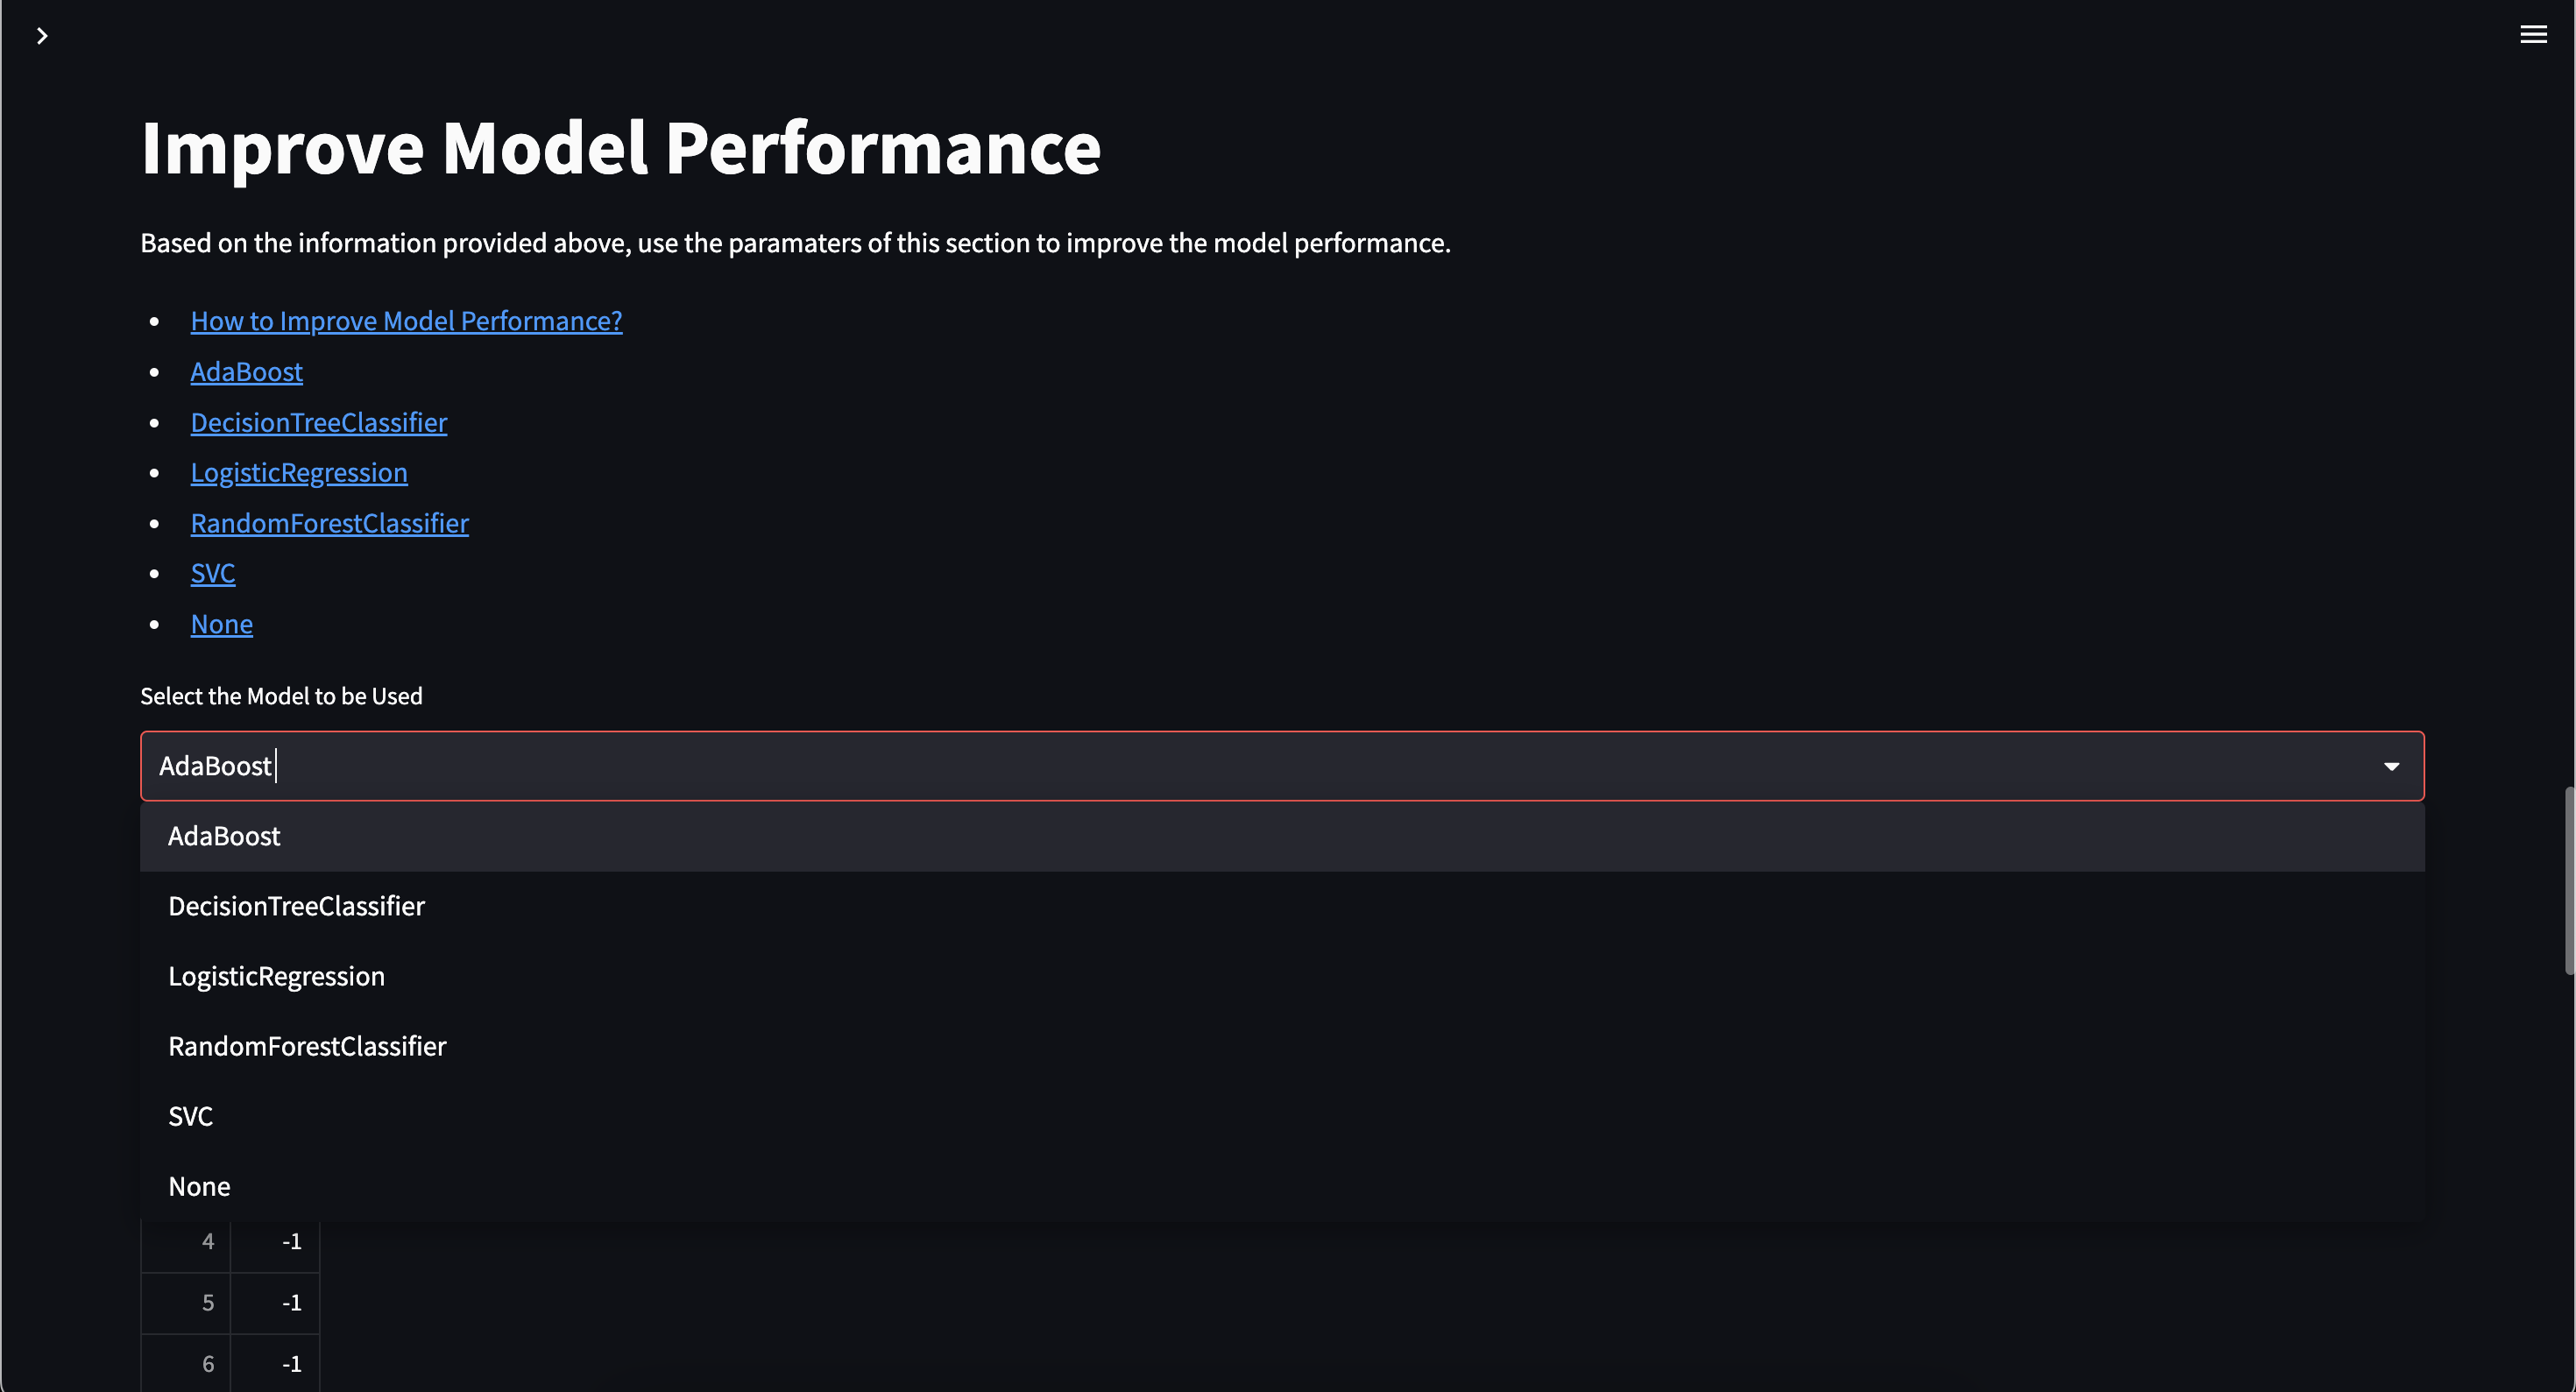 Improve Model Performance
Based on the information provided above, use the paramaters of this section to improve the model performance.
How to Improve Model Performance?
AdaBoost
DecisionTreeClassifier
LogisticRegression
RandomForestClassifier
SVC
None
Select the Model to be Used
AdaBoost
AdaBoost
DecisionTreeClassifier
LogisticRegression
RandomForestClassifier
SVC
None
4 -1
5 -1
6 -1